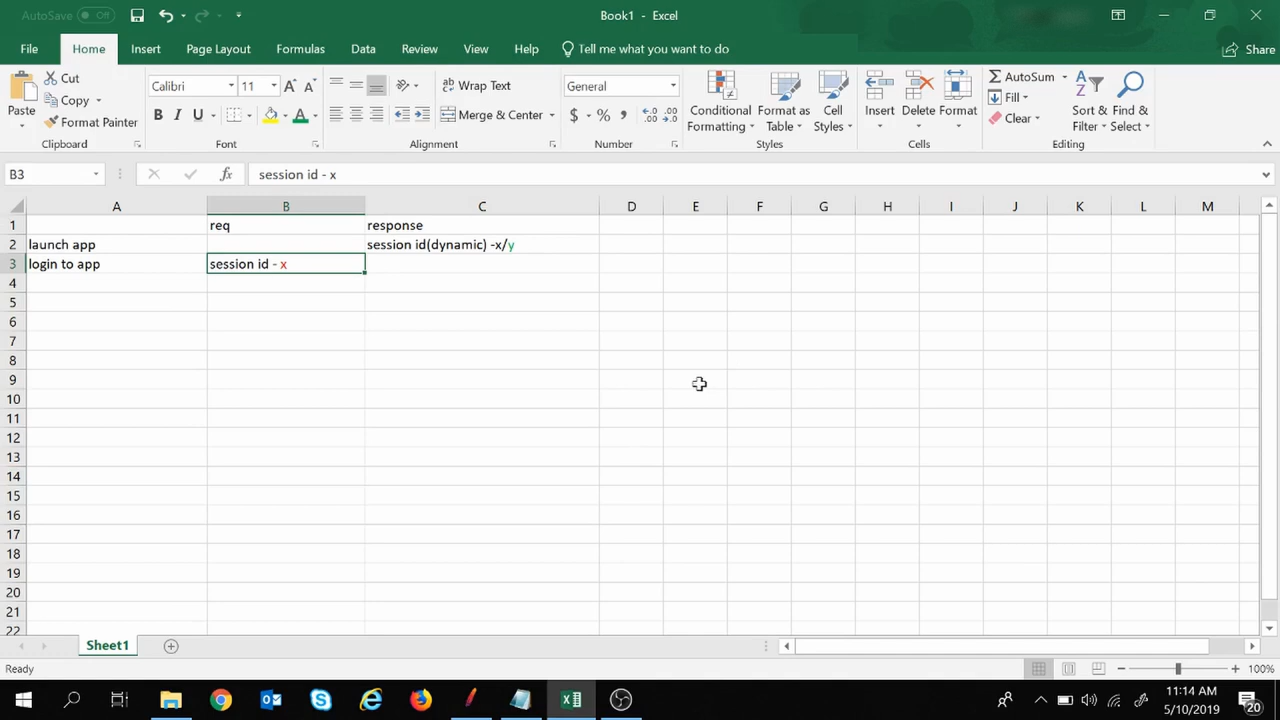 AutoSave Off
Book1 - Excel
File Home Insert Page Layout Formulas Data Review View Help Tell me what you want to do Share
Paste
Cut
Copy
Format Painter
Clipboard
Calibri 11
B I U
Font
Wrap Text
Merge & Center
Alignment
General
$ % ,
Number
Conditional Formatting
Format as Table
Cell Styles
Styles
Insert Delete Format
Cells
AutoSum
Fill
Clear
Sort & Filter
Find & Select
Editing
B3 fx session id - x
A B C D E F G H I J K L M
1 req response
2 launch app session id(dynamic) -x/y
3 login to app session id - x
4
5
6
7
8
9
10
11
12
13
14
15
16
17
18
19
20
21
22
Sheet1
Ready 100%
11:14 AM
5/10/2019
20